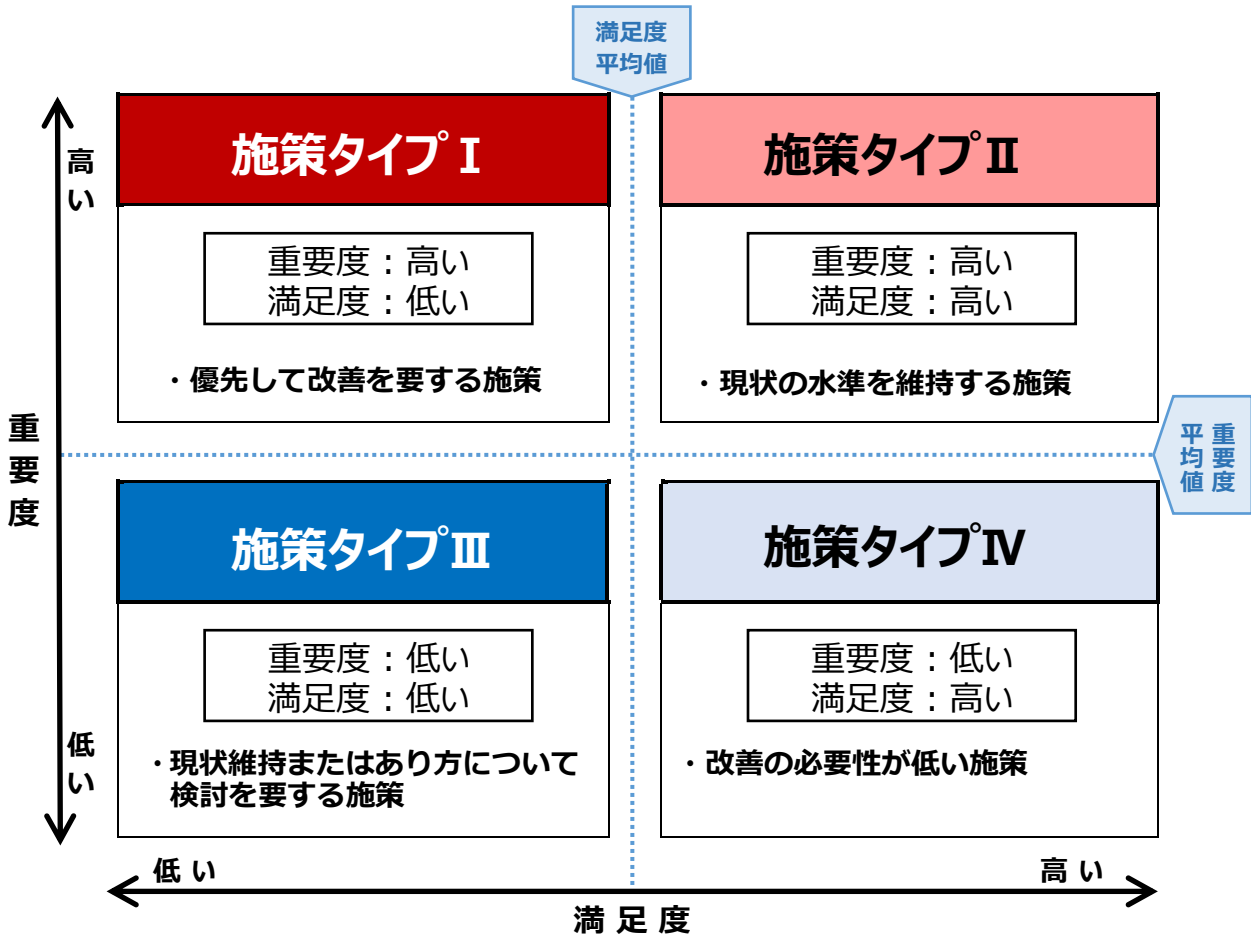 満足度
平均値
高い
施策タイプⅠ
重要度：高い
満足度：低い
・優先して改善を要する施策
施策タイプⅡ
重要度：高い
満足度：高い
・現状の水準を維持する施策
重要度
重要度
平均値
施策タイプⅢ
重要度：低い
満足度：低い
・現状維持またはあり方について
検討を要する施策
施策タイプⅣ
重要度：低い
満足度：高い
・改善の必要性が低い施策
低い
低い
高い
満足度